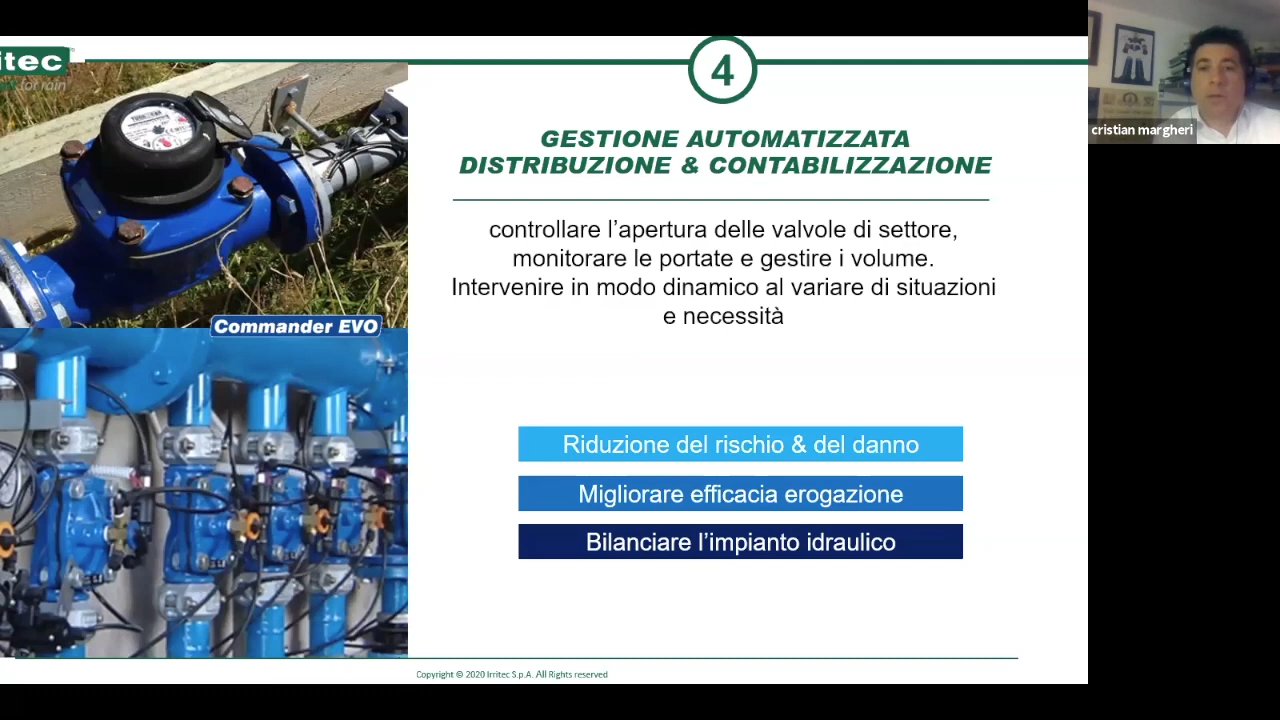 itec
for rain
4
GESTIONE AUTOMATIZZATA
DISTRIBUZIONE & CONTABILIZZAZIONE
controllare l’apertura delle valvole di settore,
monitorare le portate e gestire i volume.
Intervenire in modo dinamico al variare di situazioni
e necessità
Commander EVO
Riduzione del rischio & del danno
Migliorare efficacia erogazione
Bilanciare l’impianto idraulico
Copyright © 2020 Irritec S.p.A. All Rights reserved
cristian margheri